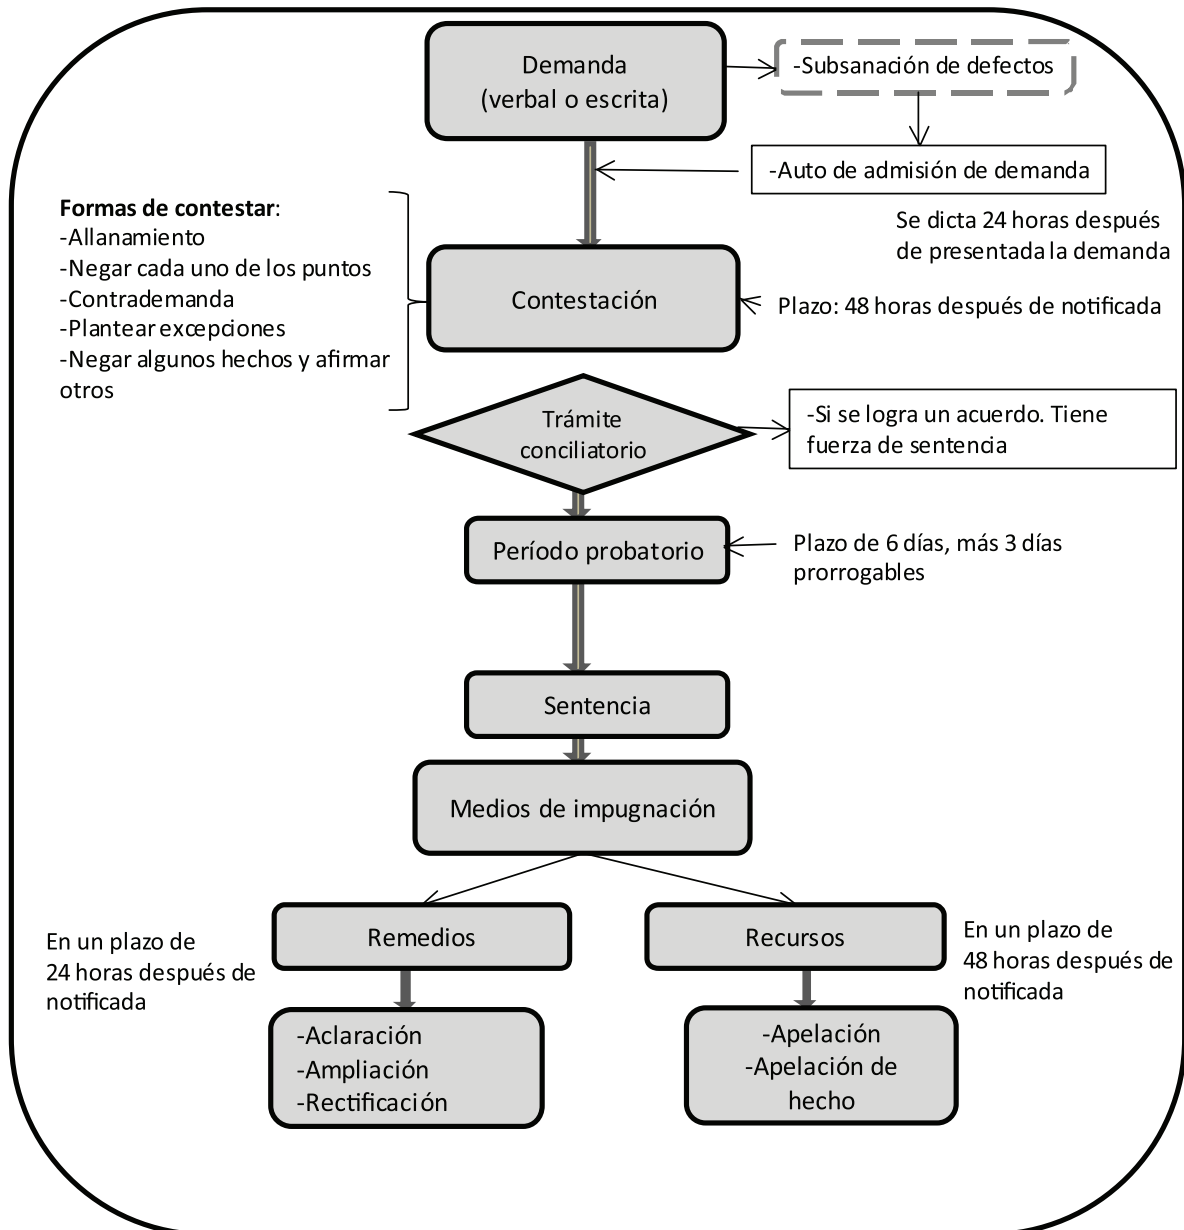 Demanda
(verbal o escrita)
-Subsanación de defectos
-Auto de admisión de demanda
Se dicta 24 horas después
de presentada la demanda
Formas de contestar:
-Allanamiento
-Negar cada uno de los puntos
-Contrademanda
-Plantear excepciones
-Negar algunos hechos y afirmar
otros
Contestación
Plazo: 48 horas después de notificada
Trámite
conciliatorio
-Si se logra un acuerdo. Tiene
fuerza de sentencia
Período probatorio
Plazo de 6 días, más 3 días
prorrogables
Sentencia
Medios de impugnación
Remedios
Recursos
En un plazo de
24 horas después de
notificada
En un plazo de
48 horas después de
notificada
-Aclaración
-Ampliación
-Rectificación
-Apelación
-Apelación de
hecho